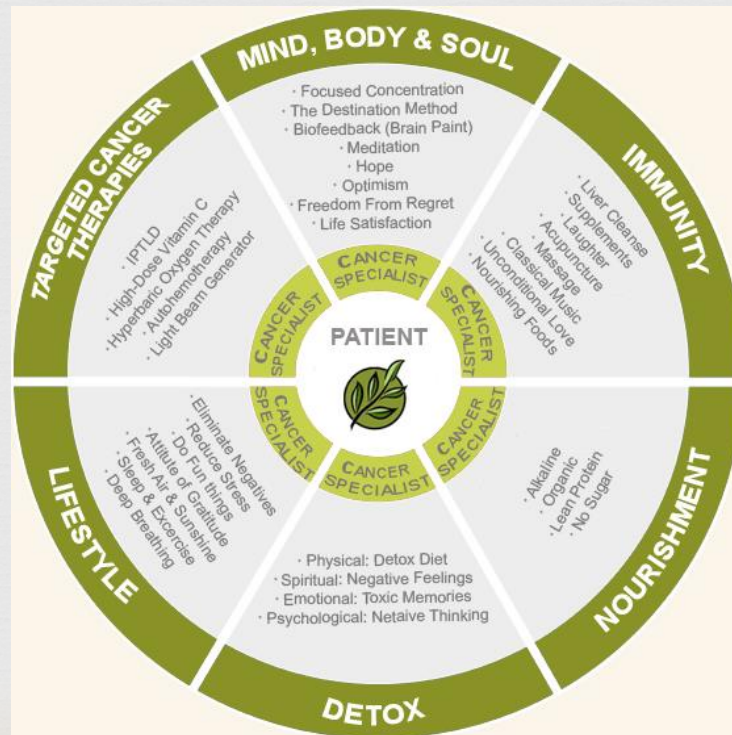 MIND, BODY & SOUL
· Focused Concentration
· The Destination Method
· Biofeedback (Brain Paint)
· Meditation
· Hope
· Optimism
· Freedom From Regret
· Life Satisfaction
CANCER
SPECIALIST
IMMUNITY
· Liver Cleanse
· Supplements
· Laughter
· Acupuncture
· Massage
· Classical Music
· Unconditional Love
· Nourishing Foods
CANCER
SPECIALIST
NOURISHMENT
· Alkaline
· Organic
· Lean Protein
· No Sugar
CANCER
SPECIALIST
DETOX
· Physical: Detox Diet
· Spiritual: Negative Feelings
· Emotional: Toxic Memories
· Psychological: Netaive Thinking
CANCER
SPECIALIST
LIFESTYLE
· Eliminate Negatives
· Reduce Stress
· Do Fun things
· Attitute of Gratitude
· Fresh Air & Sunshine
· Sleep & Excercise
· Deep Breathing
CANCER
SPECIALIST
TARGETED CANCER
THERAPIES
· IPTLD
· High-Dose Vitamin C
· Hyperbaric Oxygen Therapy
· Autohemotherapy
· Light Beam Generator
CANCER
SPECIALIST
PATIENT